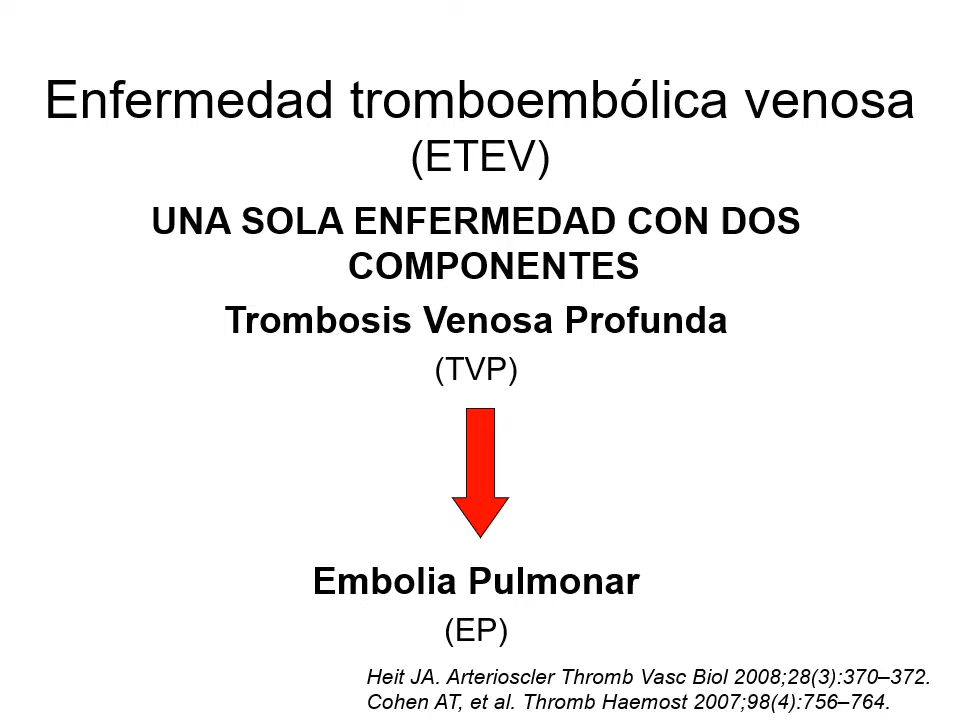 Enfermedad tromboembólica venosa
(ETEV)
UNA SOLA ENFERMEDAD CON DOS
COMPONENTES
Trombosis Venosa Profunda
(TVP)
Embolia Pulmonar
(EP)
Heit JA. Arterioscler Thromb Vasc Biol 2008;28(3):370–372.
Cohen AT, et al. Thromb Haemost 2007;98(4):756–764.